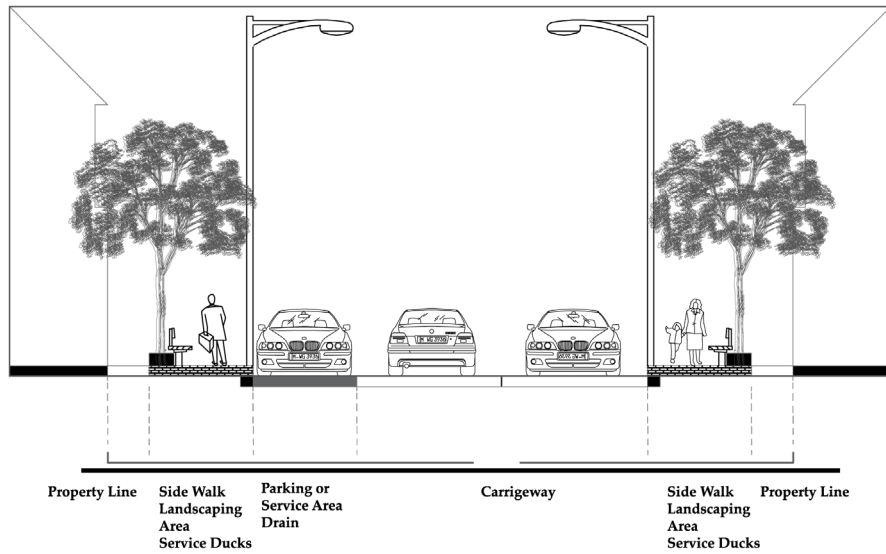 Property Line
Side Walk
Landscaping
Area
Service Ducks
Parking or
Service Area
Drain
Carrigeway
Side Walk
Landscaping
Area
Service Ducks
Property Line